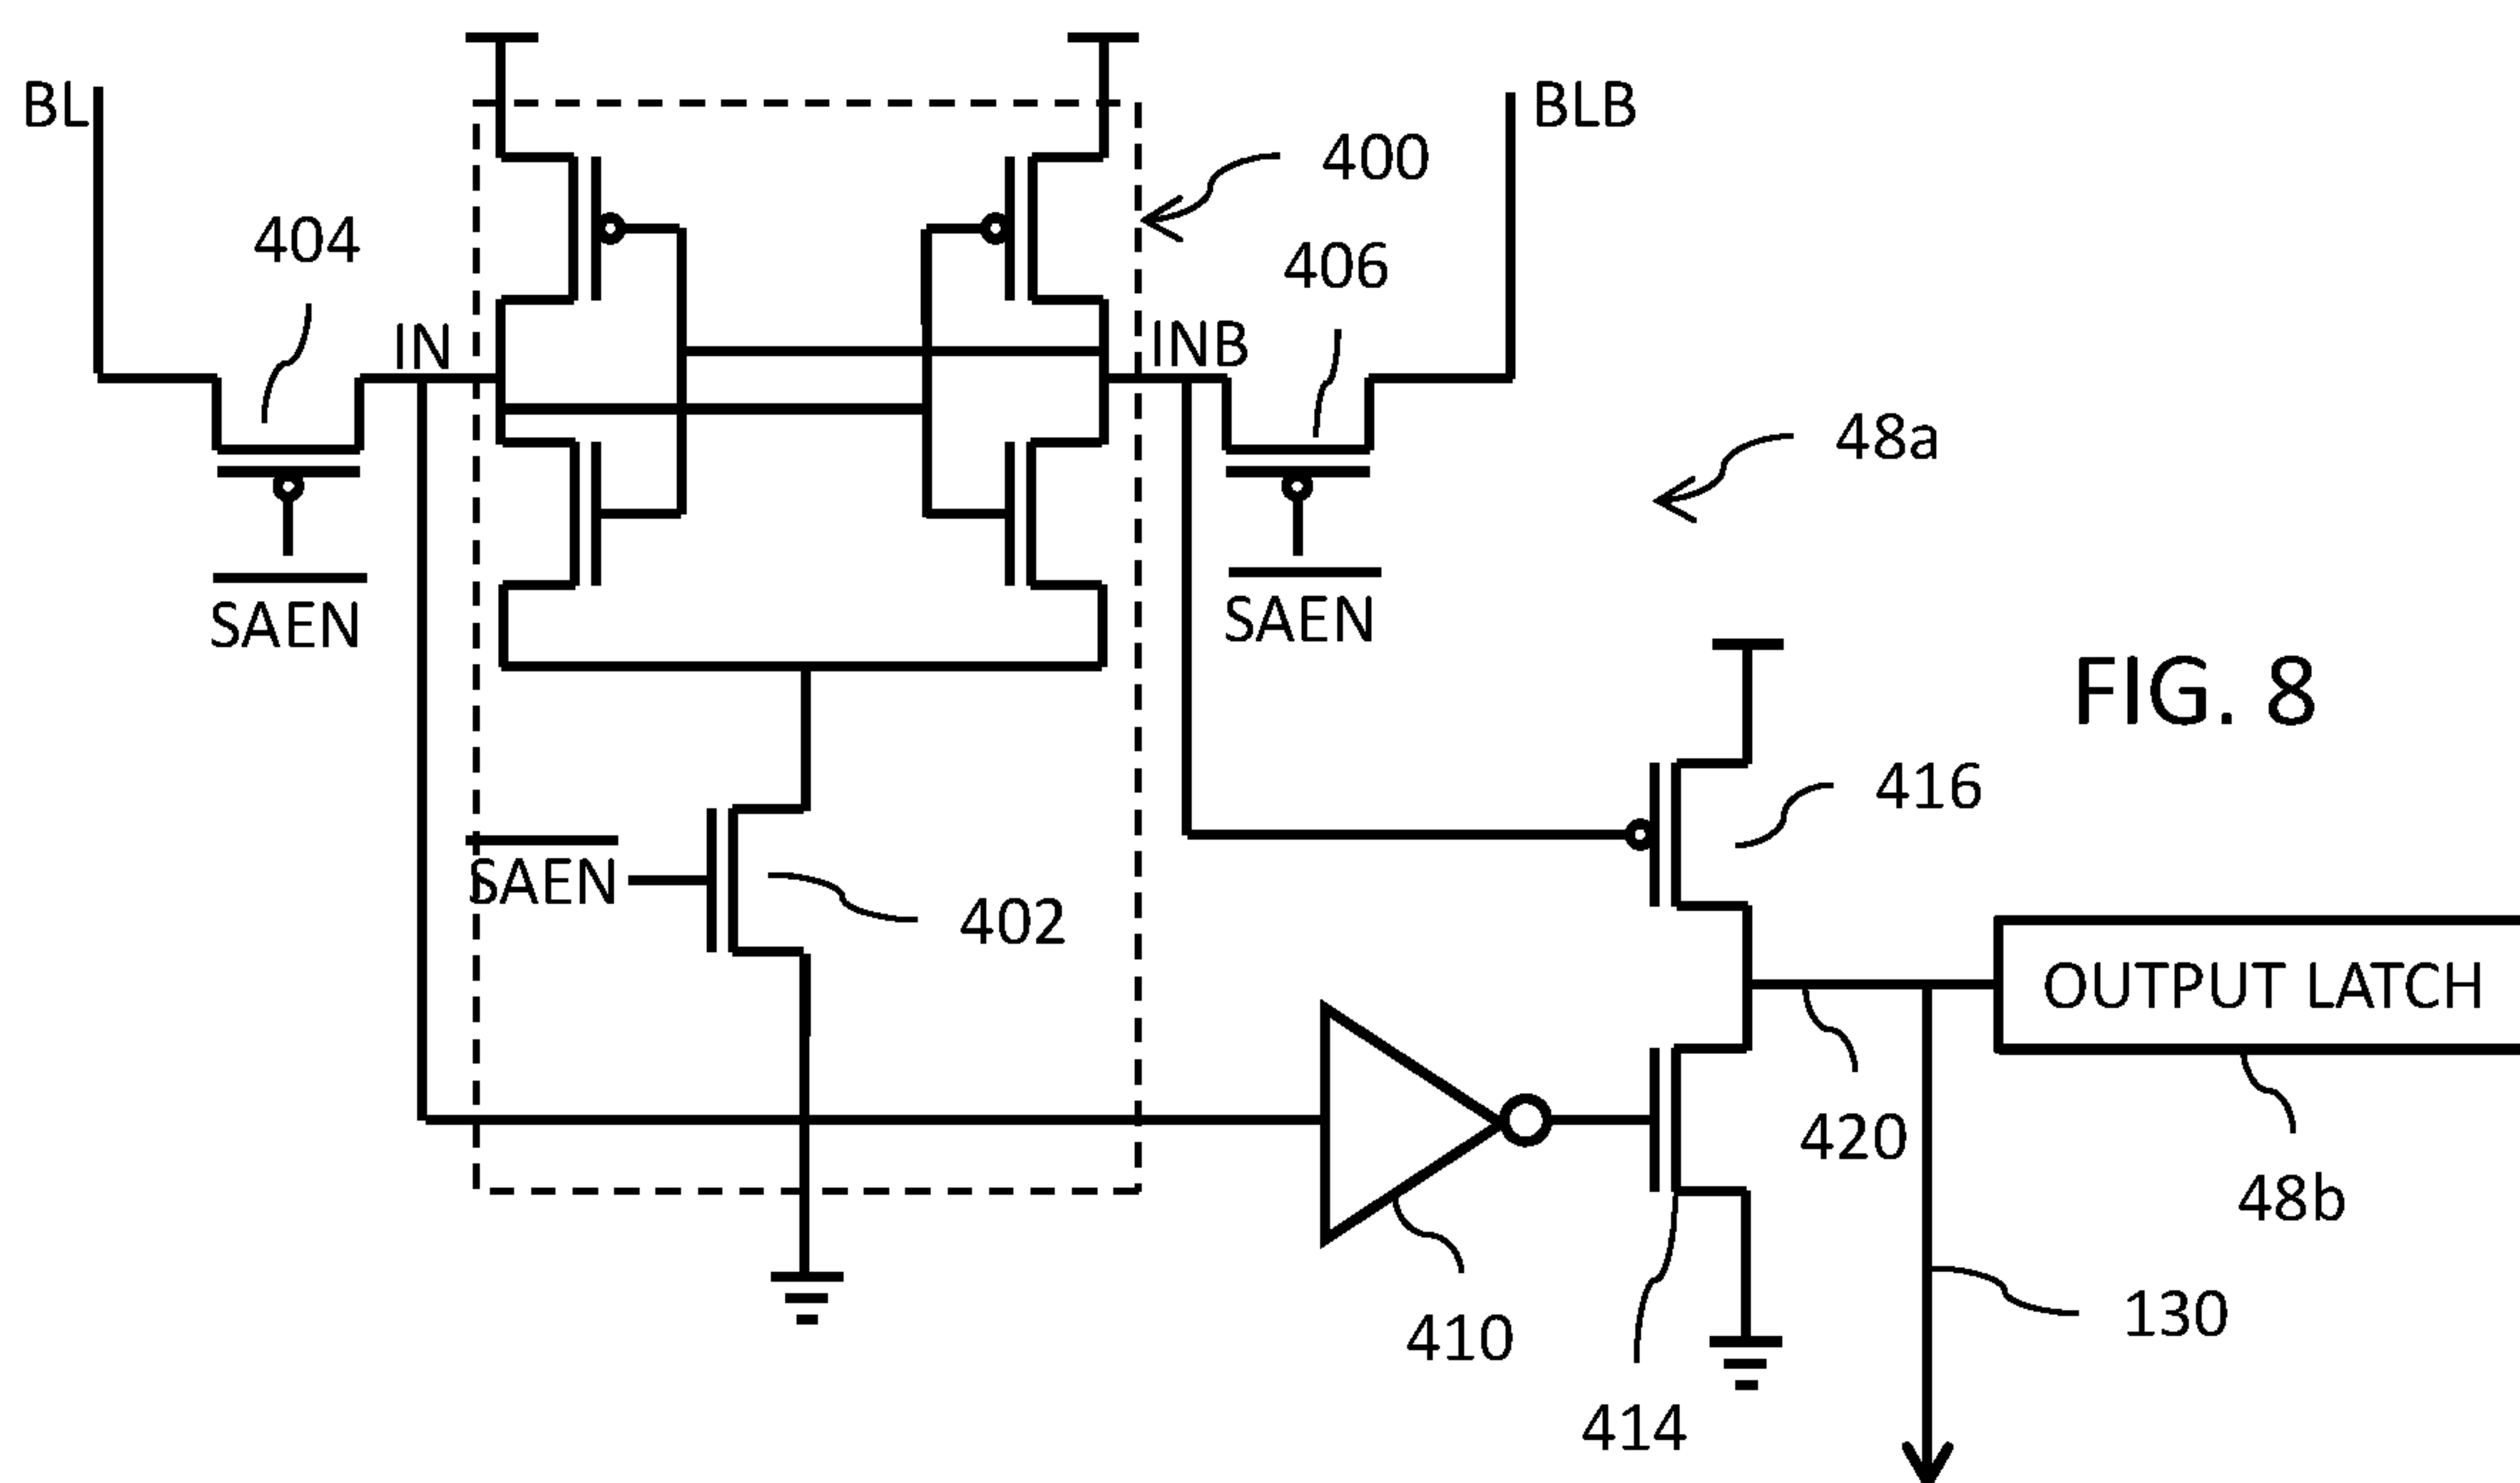 BL
BLB
400
404
406
IN
INB
48a
SAEN
SAEN
FIG. 8
416
SAEN
402
OUTPUT LATCH
420
48b
130
410
414